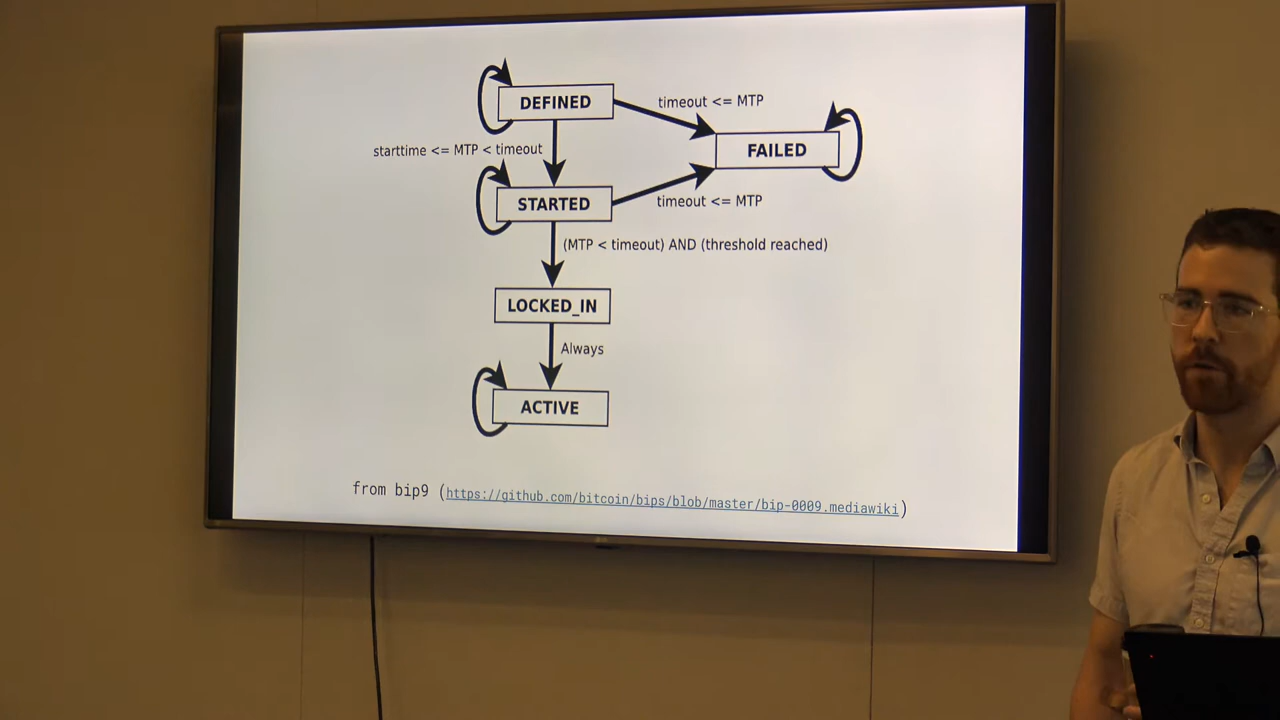 DEFINED
timeout <= MTP
FAILED
starttime <= MTP < timeout
STARTED
timeout <= MTP
(MTP < timeout) AND (threshold reached)
LOCKED_IN
Always
ACTIVE
from bip9 (https://github.com/bitcoin/bips/blob/master/bip-0009.mediawiki)